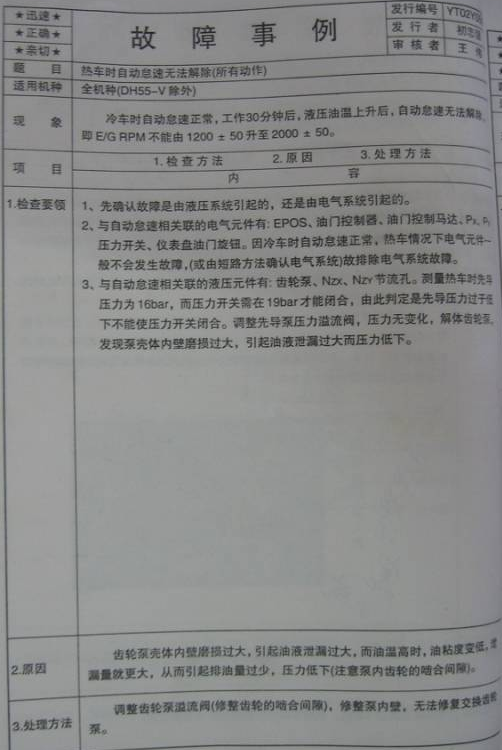 ★迅速★
★正确★
★亲切★
故障事例
发行编号
发行者
审核者 王
题目 热车时自动怠速无法解除(所有动作)
适用机种 全机种(DH55-V 除外)
现象 冷车时自动怠速正常,工作30分钟后,液压油温上升后,自动怠速无法解除,
即 E/G RPM 不能由 1200 ± 50 升至 2000 ± 50。
项目 1.检查方法 2.原因 3.处理方法
内容
1.检查要领 1、先确认故障是由液压系统引起的,还是由电气系统引起的。
2、与自动怠速相关联的电气元件有: EPOS、油门控制器、油门控制马达、Px、
压力开关、仪表盘油门旋钮。因冷车时自动怠速正常,热车情况下电气元件一
般不会发生故障,(或由短路方法确认电气系统)故排除电气系统故障。
3、与自动怠速相关联的液压元件有: 齿轮泵、Nzx、Nzy 节流孔。测量热车时先导
压力为16bar,而压力开关需在19bar才能闭合,由此判定是先导压力过于低
下不能使压力开关闭合。调整先导泵压力溢流阀,压力无变化,解体齿轮泵,
发现泵壳体内壁磨损过大,引起油液泄漏过大而压力低下。
2.原因 齿轮泵壳体内壁磨损过大,引起油液泄漏过大,而油温高时,油粘度变低,
漏量就更大,从而引起排油量过少,压力低下(注意泵内齿轮的啮合间隙)。
3.处理方法 调整齿轮泵溢流阀(修整齿轮的啮合间隙),修整泵内壁,无法修复交换齿轮
泵。